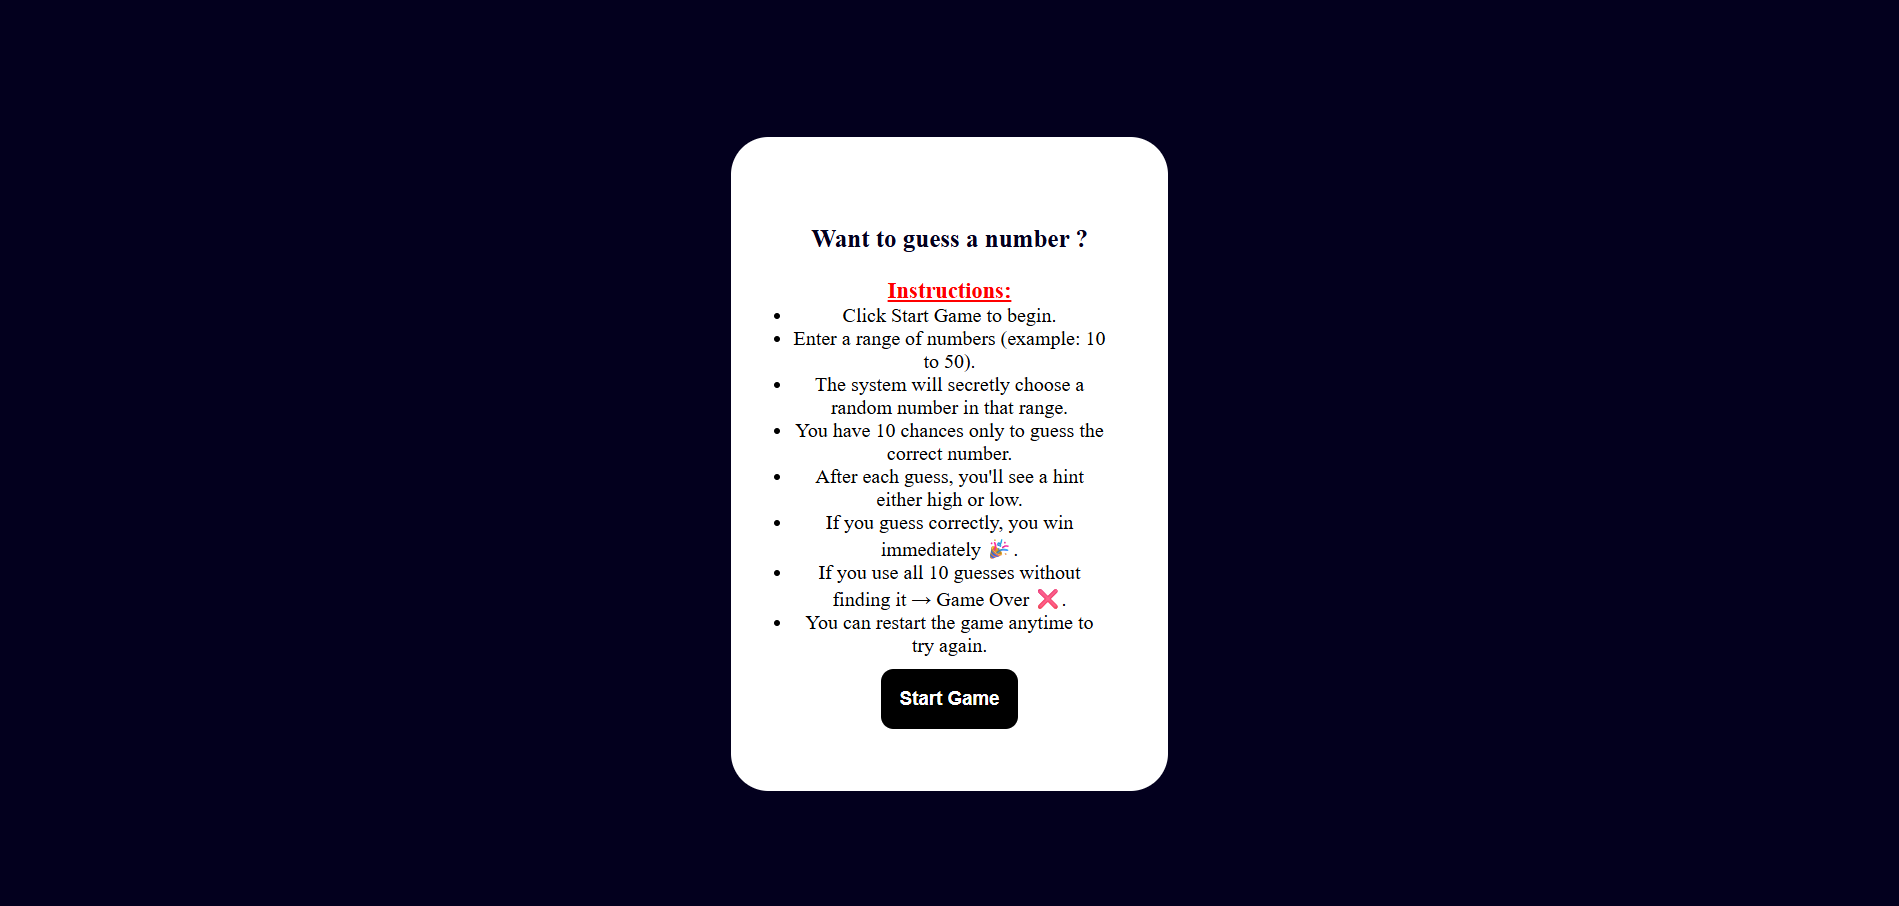 Want to guess a number ?
Instructions:
• Click Start Game to begin.
• Enter a range of numbers (example: 10
to 50).
• The system will secretly choose a
random number in that range.
• You have 10 chances only to guess the
correct number.
• After each guess, you'll see a hint
either high or low.
• If you guess correctly, you win
immediately 🎉 .
• If you use all 10 guesses without
finding it → Game Over ❌ .
• You can restart the game anytime to
try again.
Start Game